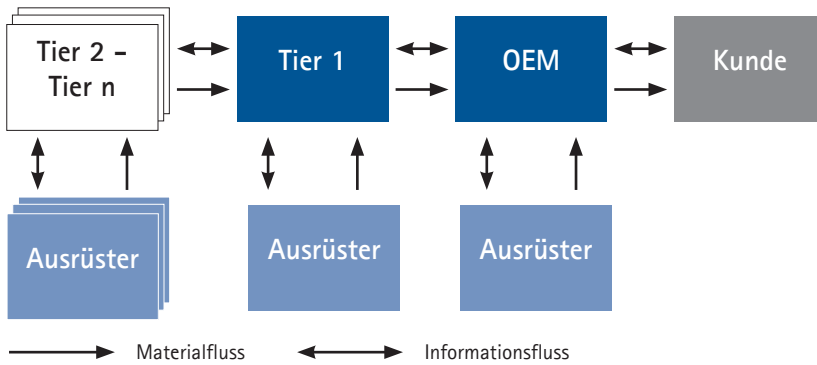 Tier 2 –
Tier n
Tier 1
OEM
Kunde
Ausrüster
Ausrüster
Ausrüster
Materialfluss
Informationsfluss